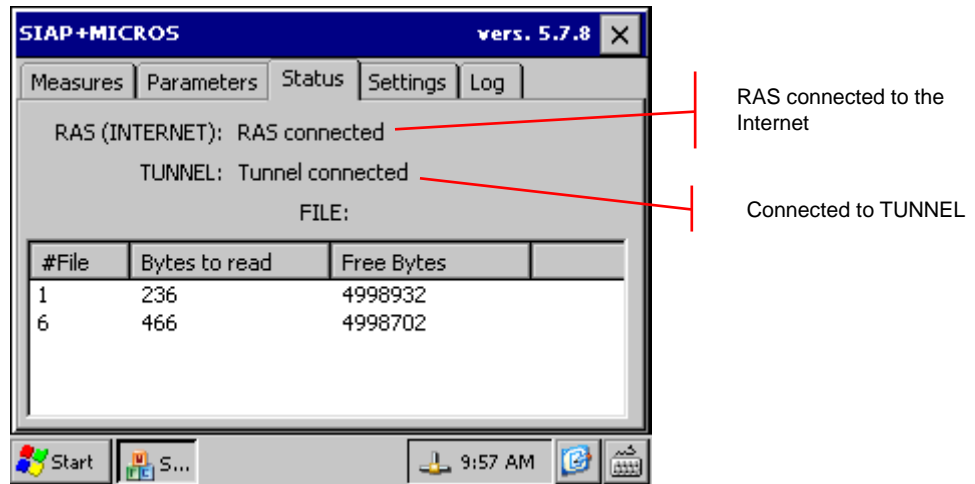 SIAP+MICROS vers. 5.7.8
Measures Parameters Status Settings Log
RAS (INTERNET): RAS connected
TUNNEL: Tunnel connected
FILE:
#File Bytes to read Free Bytes
1 236 4998932
6 466 4998702
Start S... 9:57 AM
RAS connected to the
Internet
Connected to TUNNEL